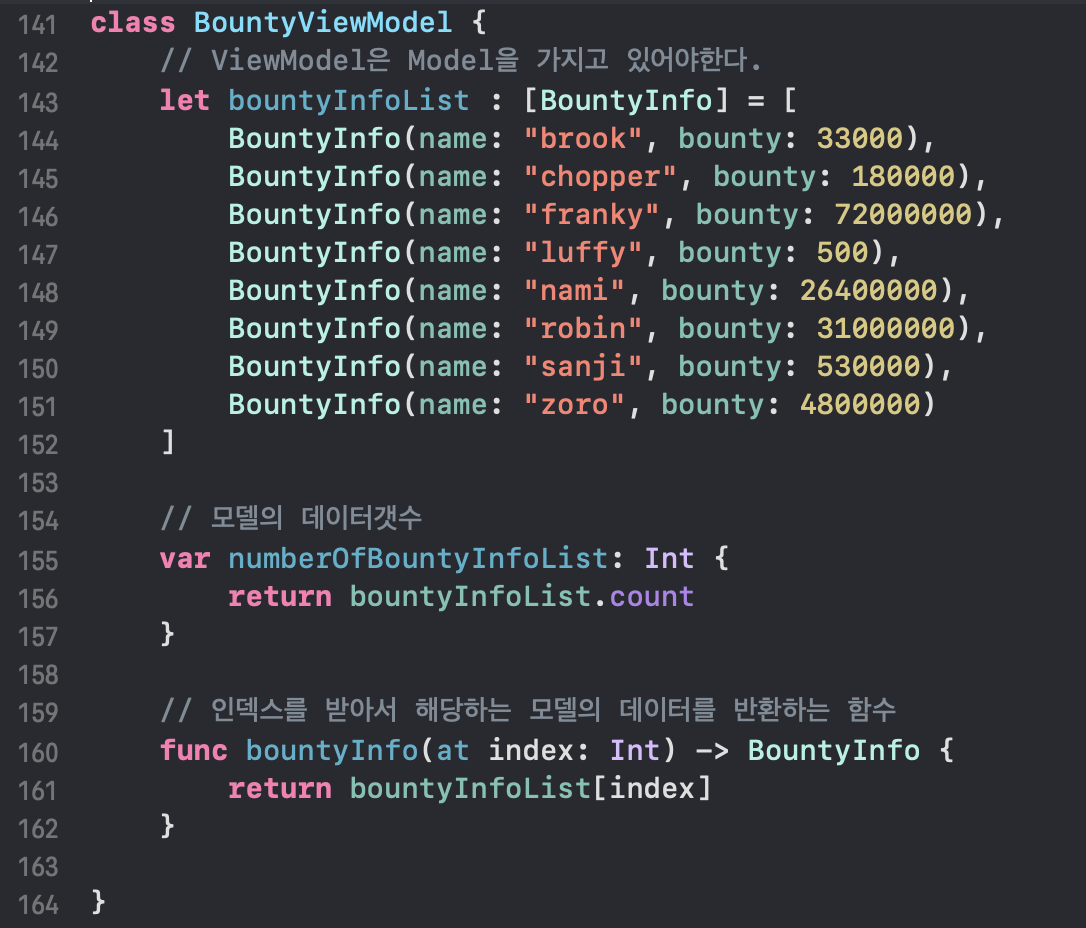 141 class BountyViewModel {
142     // ViewModel은 Model을 가지고 있어야한다.
143     let bountyInfoList : [BountyInfo] = [
144         BountyInfo(name: "brook", bounty: 33000),
145         BountyInfo(name: "chopper", bounty: 180000),
146         BountyInfo(name: "franky", bounty: 72000000),
147         BountyInfo(name: "luffy", bounty: 500),
148         BountyInfo(name: "nami", bounty: 26400000),
149         BountyInfo(name: "robin", bounty: 31000000),
150         BountyInfo(name: "sanji", bounty: 530000),
151         BountyInfo(name: "zoro", bounty: 4800000)
152     ]
153
154     // 모델의 데이터갯수
155     var numberOfBountyInfoList: Int {
156         return bountyInfoList.count
157     }
158
159     // 인덱스를 받아서 해당하는 모델의 데이터를 반환하는 함수
160     func bountyInfo(at index: Int) -> BountyInfo {
161         return bountyInfoList[index]
162     }
163
164 }